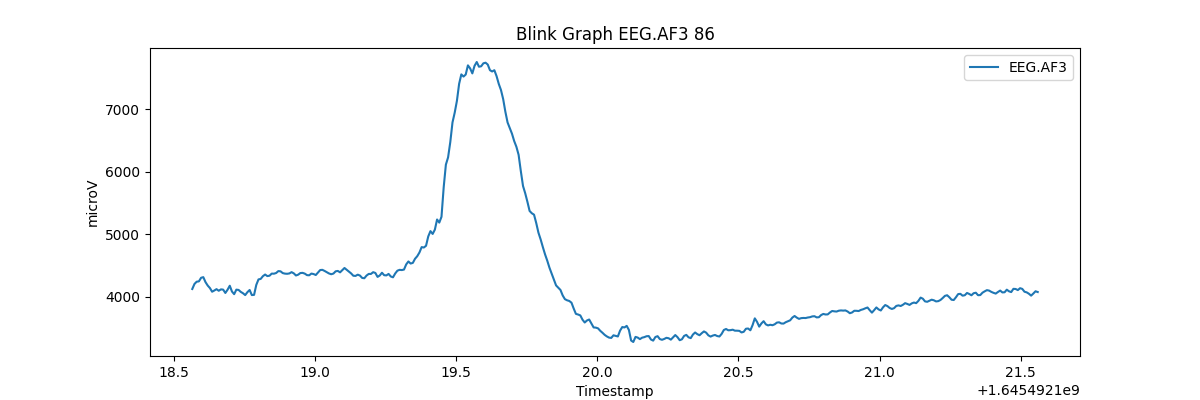 Blink Graph EEG.AF3 86
EEG.AF3
microV
7000
6000
5000
4000
18.5 19.0 19.5 20.0 20.5 21.0 21.5
Timestamp
+1.6454921e9